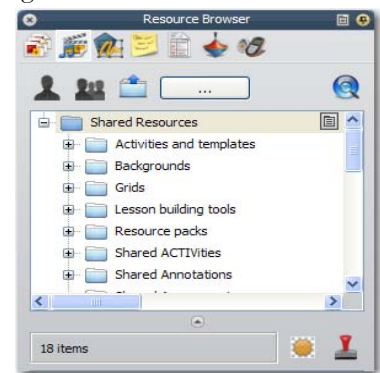 Resource Browser
...
Shared Resources
Activities and templates
Backgrounds
Grids
Lesson building tools
Resource packs
Shared ACTIVities
Shared Annotations
18 items